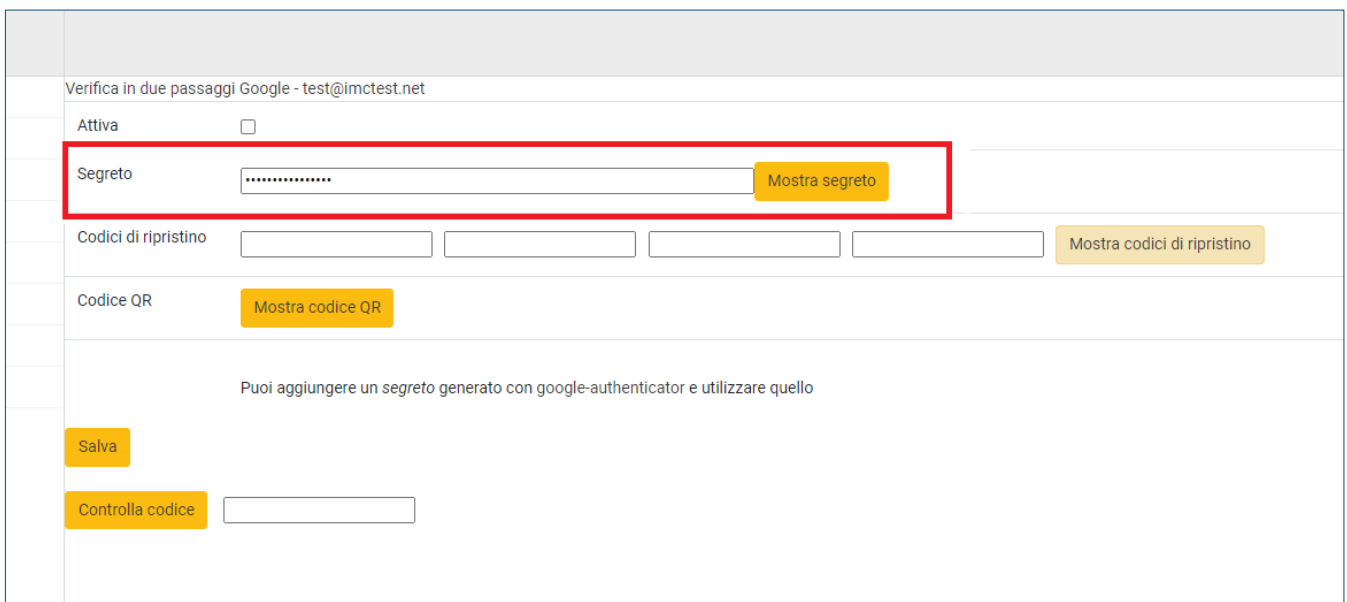 Verifica in due passaggi Google - test@imctest.net
Attiva
Segreto •••••••••••••••• Mostra segreto
Codici di ripristino Mostra codici di ripristino
Codice QR Mostra codice QR
Puoi aggiungere un segreto generato con google-authenticator e utilizzare quello
Salva
Controlla codice